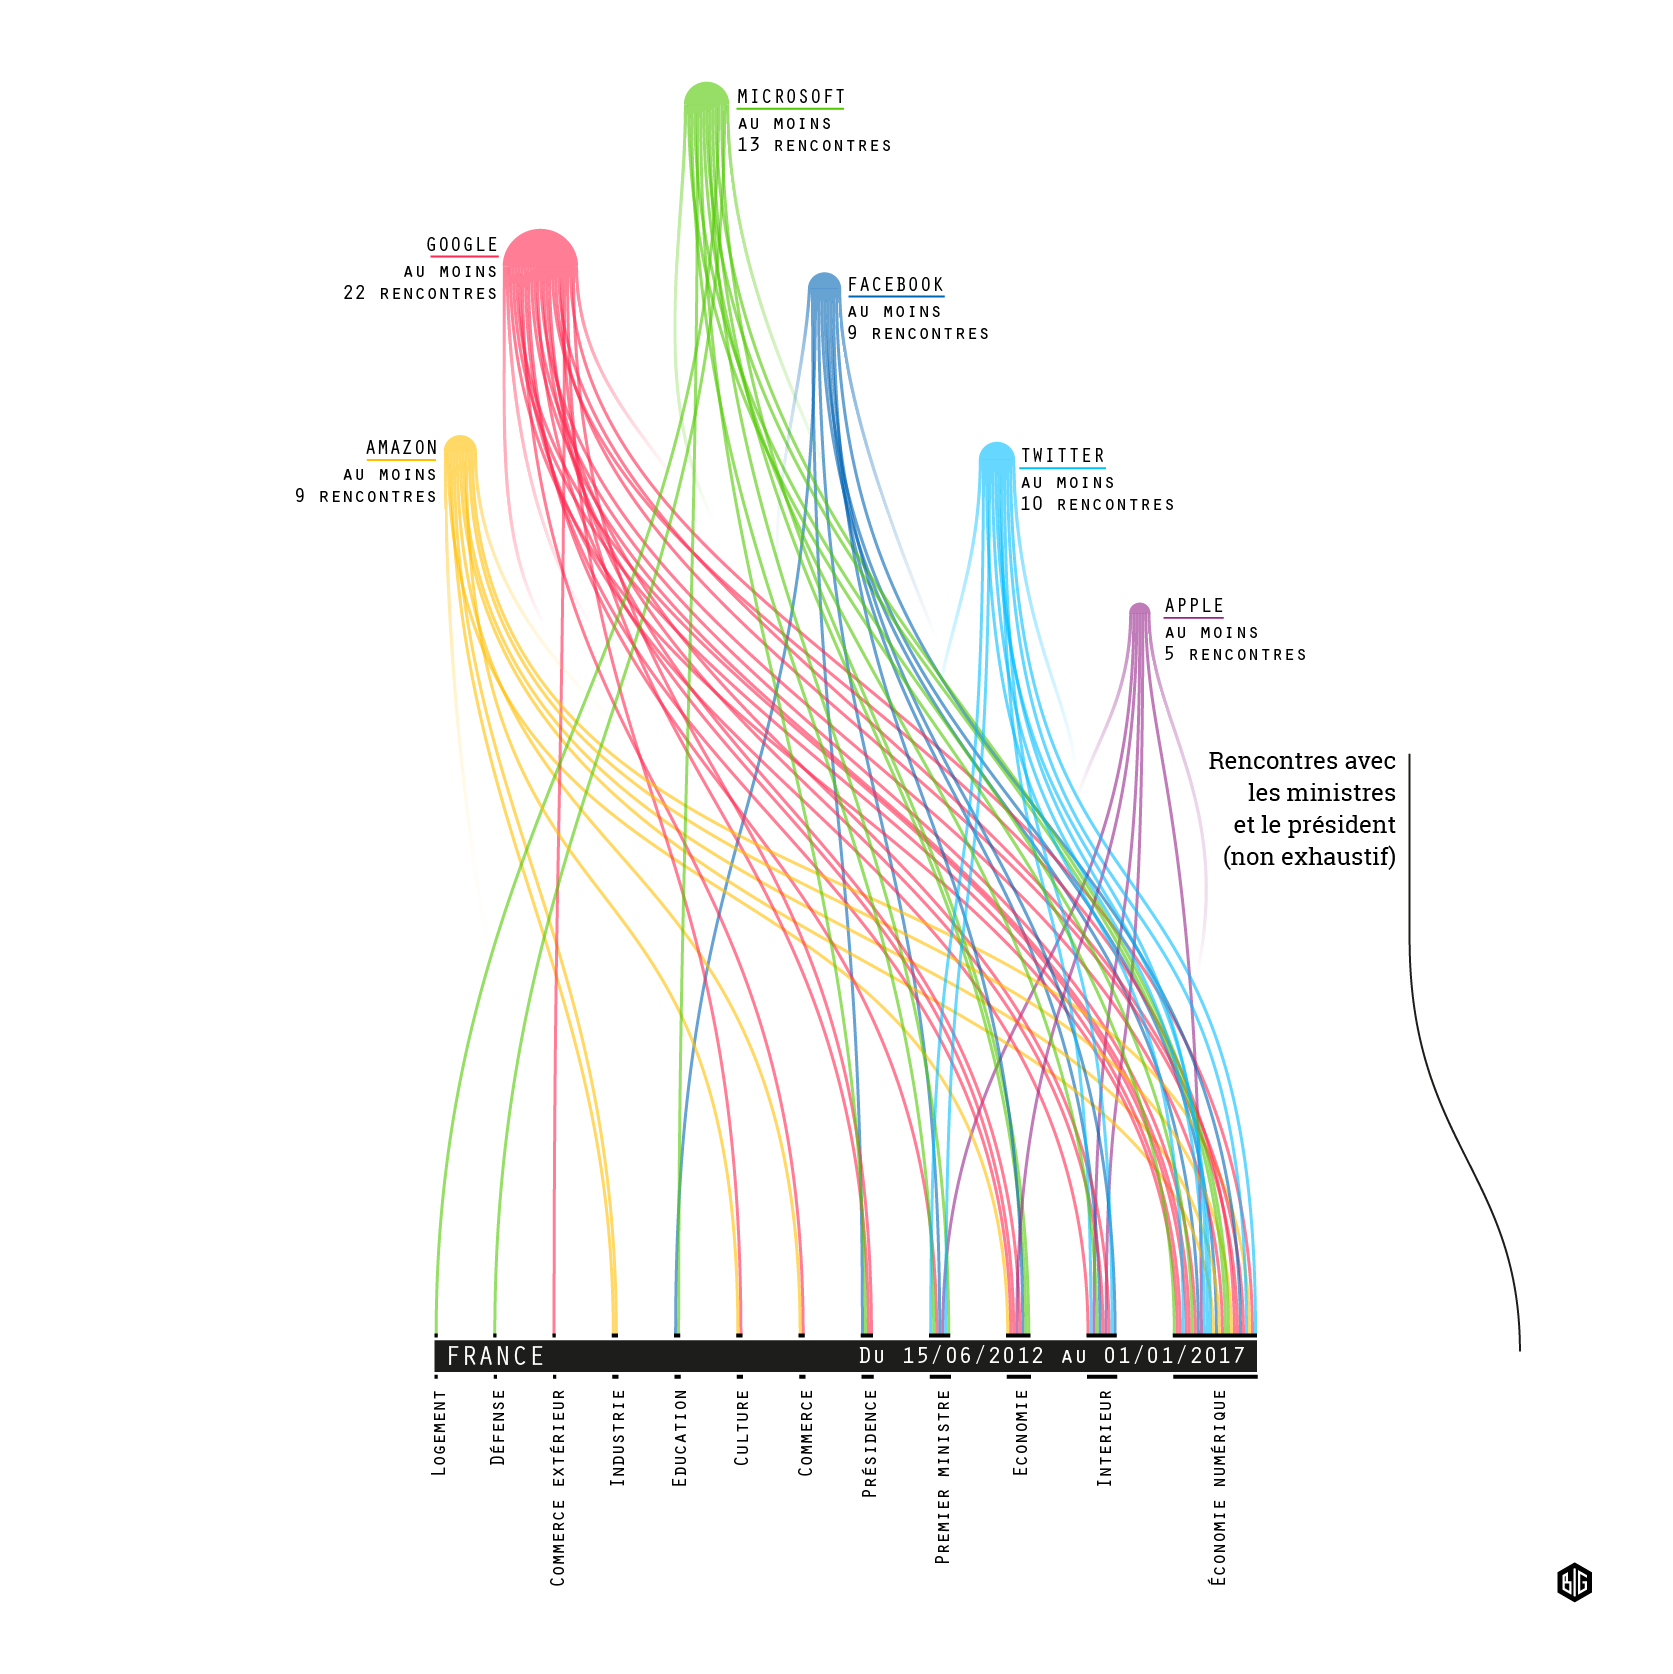 MICROSOFT
AU MOINS
13 RENCONTRES
GOOGLE
AU MOINS
22 RENCONTRES
FACEBOOK
AU MOINS
9 RENCONTRES
AMAZON
AU MOINS
9 RENCONTRES
TWITTER
AU MOINS
10 RENCONTRES
APPLE
AU MOINS
5 RENCONTRES
Rencontres avec
les ministres
et le président
(non exhaustif)
FRANCE
DU 15/06/2012 AU 01/01/2017
LOGEMENT
DÉFENSE
COMMERCE EXTÉRIEUR
INDUSTRIE
EDUCATION
CULTURE
COMMERCE
PRÉSIDENCE
PREMIER MINISTRE
ECONOMIE
INTERIEUR
ÉCONOMIE NUMÉRIQUE
BIG